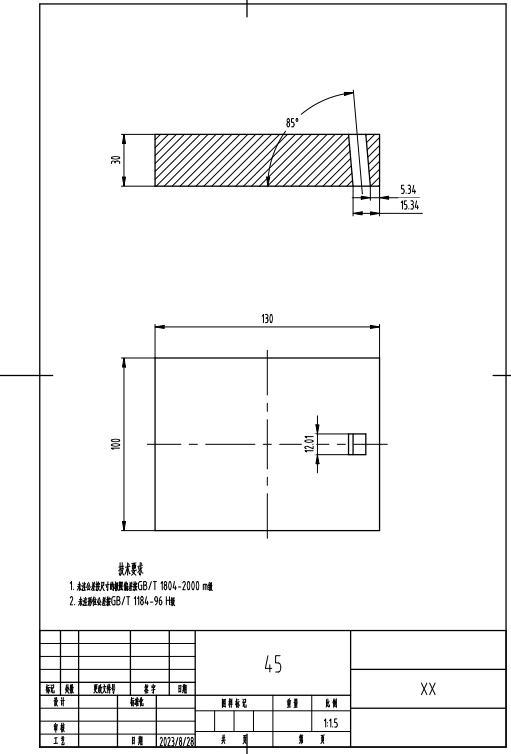 85°
30
5.34
15.34
130
100
12.01
技术要求
1. 未注公差按尺寸的极限偏差按GB/T 1804-2000 m级
2. 未注形位公差按GB/T 1184-96 H级
45
XX
标记 处数 更改文件号 签字 日期
设计 标准化 图样标记 重量 比例
1:1.5
审核
工艺 日期 2023/8/28 共 页 第 页